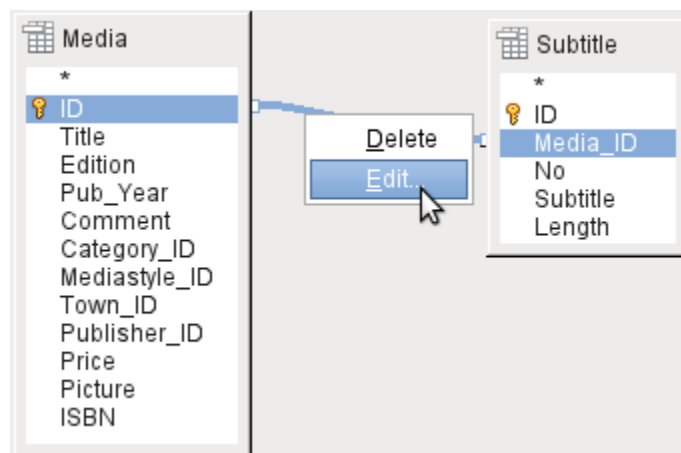 Media
*
ID
Title
Edition
Pub_Year
Comment
Category_ID
Mediastyle_ID
Town_ID
Publisher_ID
Price
Picture
ISBN
Delete
Edit...
Subtitle
*
ID
Media_ID
No
Subtitle
Length